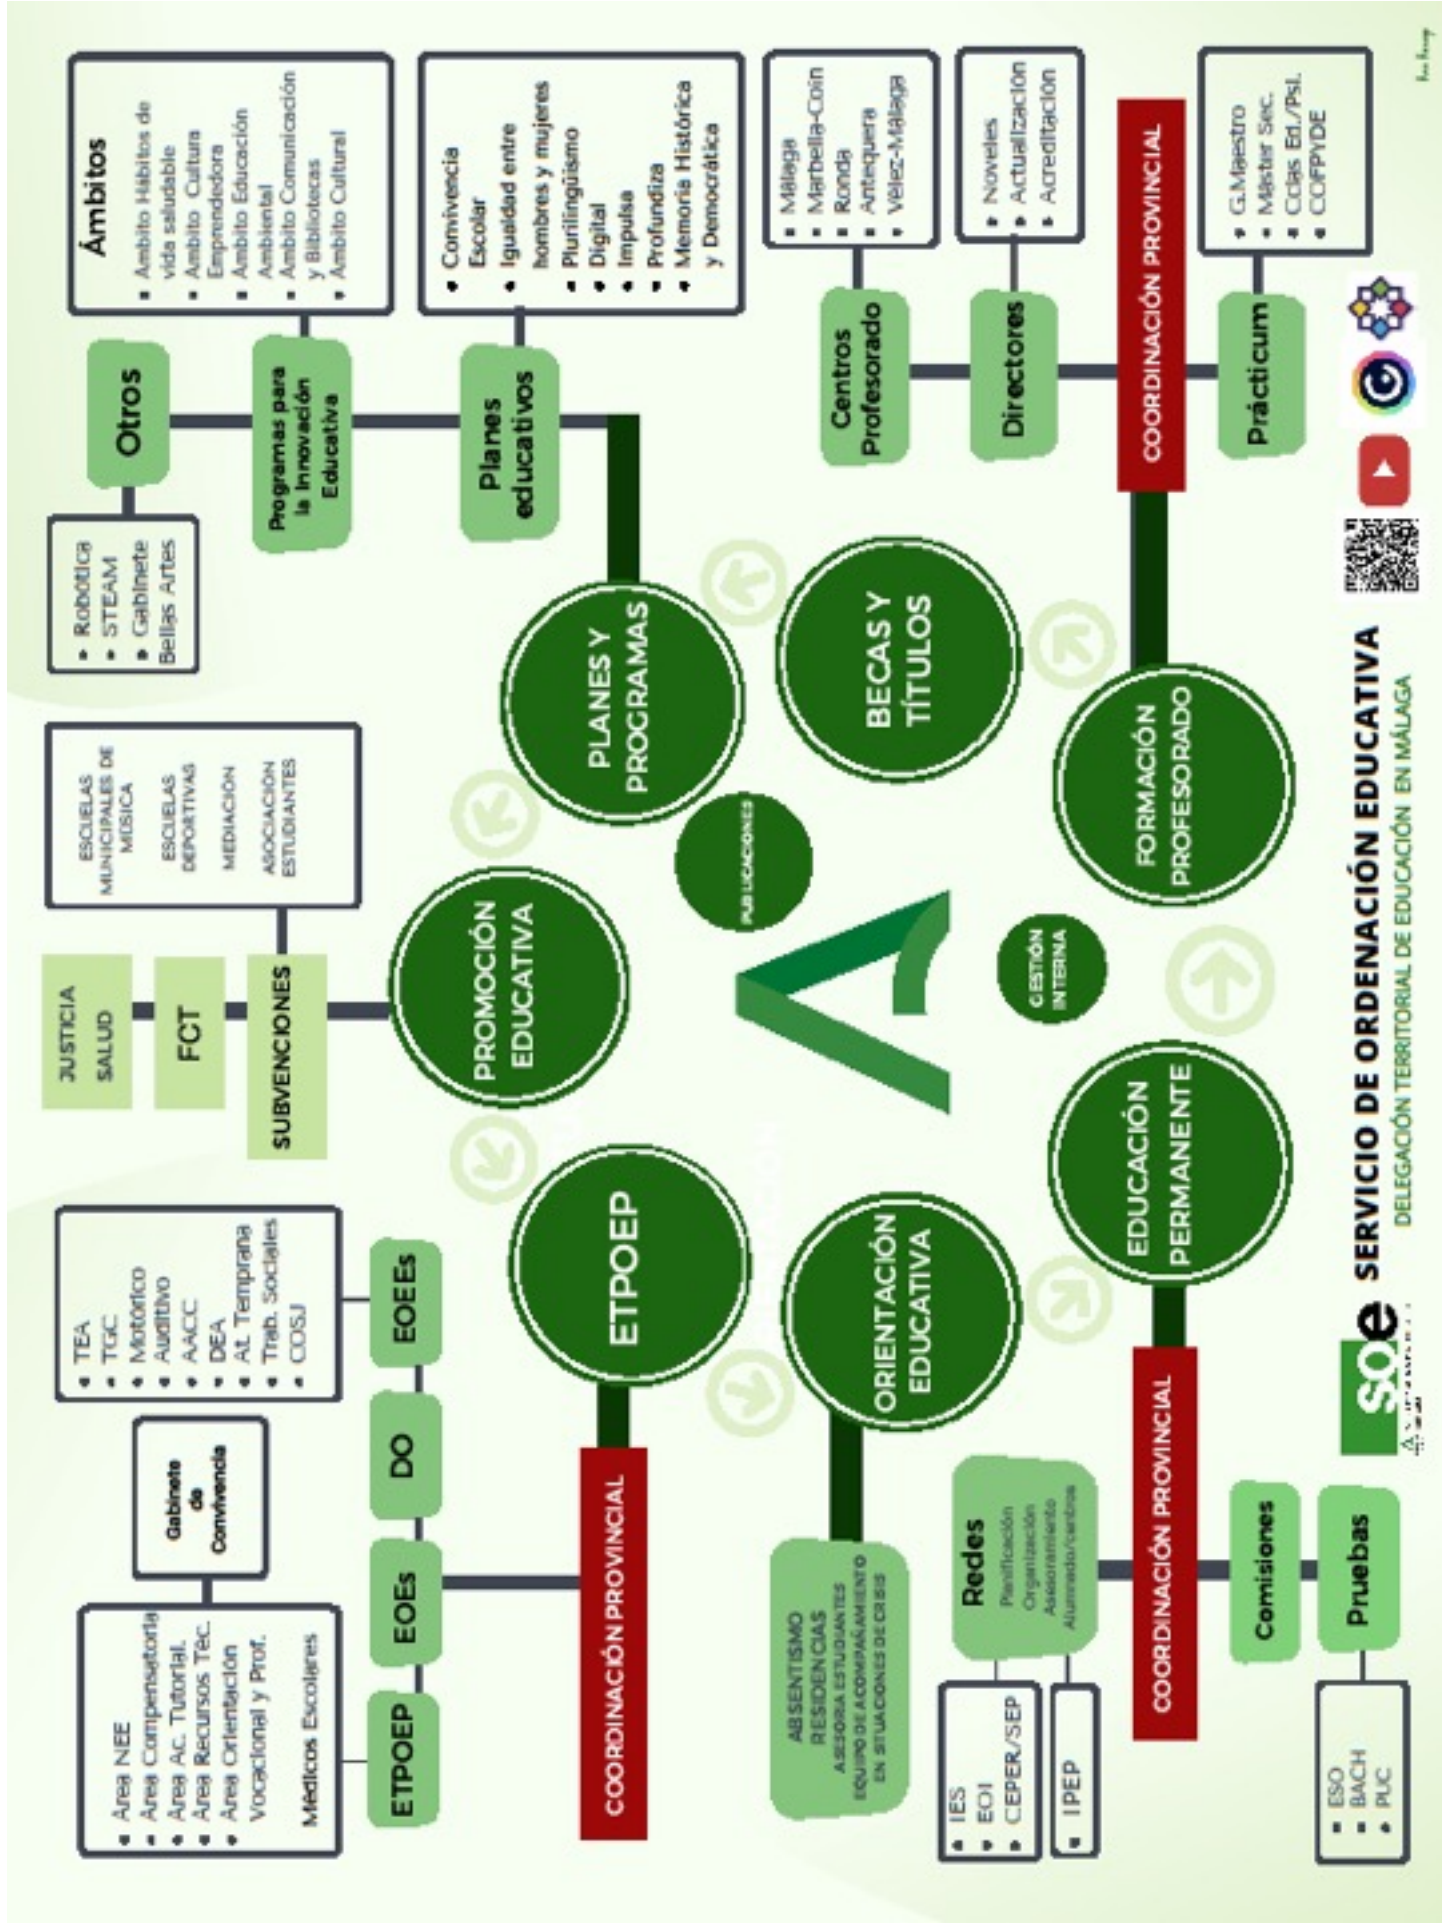 TEA
TGC
Motórico
Auditivo
AACC.
DEA
At. Temprana
Trab. Sociales
COSJ
Gabinete
de
Convivencia
Área NEE
Área Compensatoria
Área Ac. Tutorial.
Área Recursos Téc.
Área Orientación
Vocacional y Prof.
Médicos Escolares
ETPOEP
EOEs
DO
EOEEs
COORDINACIÓN PROVINCIAL
ETPOEP
JUSTICIA
SALUD
FCT
SUBVENCIONES
ESCUELAS
MUNICIPALES DE
MÚSICA
ESCUELAS
DEPORTIVAS
MEDIACIÓN
ASOCIACIÓN
ESTUDIANTES
PROMOCIÓN
EDUCATIVA
Robótica
STEAM
Gabinete
Bellas Artes
Otros
Ámbitos
Ámbito Hábitos de
vida saludable
Ámbito Cultura
Emprendedora
Ámbito Educación
Ambiental
Ámbito Comunicación
y Bibliotecas
Ámbito Cultural
Programas para
la Innovación
Educativa
Planes
educativos
Convivencia
Escolar
Igualdad entre
hombres y mujeres
Plurilingüismo
Digital
Impulsa
Profundiza
Memoria Histórica
y Democrática
PLANES Y
PROGRAMAS
PUBLICACIONES
BECAS Y
TÍTULOS
Centros
Profesorado
Málaga
Marbella-Coín
Ronda
Antequera
Vélez-Málaga
Directores
Noveles
Actualización
Acreditación
COORDINACIÓN PROVINCIAL
Prácticum
G.Maestro
Máster Sec.
Cclas Ed./Psi.
COFPYDE
FORMACIÓN
PROFESORADO
GESTIÓN
INTERNA
ORIENTACIÓN
EDUCATIVA
ABSENTISMO
RESIDENCIAS
ASESORÍA ESTUDIANTES
EQUIPO DE ACOMPAÑAMIENTO
EN SITUACIONES DE CRISIS
EDUCACIÓN
PERMANENTE
COORDINACIÓN PROVINCIAL
Redes
Planificación
Organización
Asesoramiento
Alumnado/centros
IES
EOI
CEPER/SEP
IPEP
Comisiones
Pruebas
ESO
BACH
PUC
soe
SERVICIO DE ORDENACIÓN EDUCATIVA
DELEGACIÓN TERRITORIAL DE EDUCACIÓN EN MÁLAGA